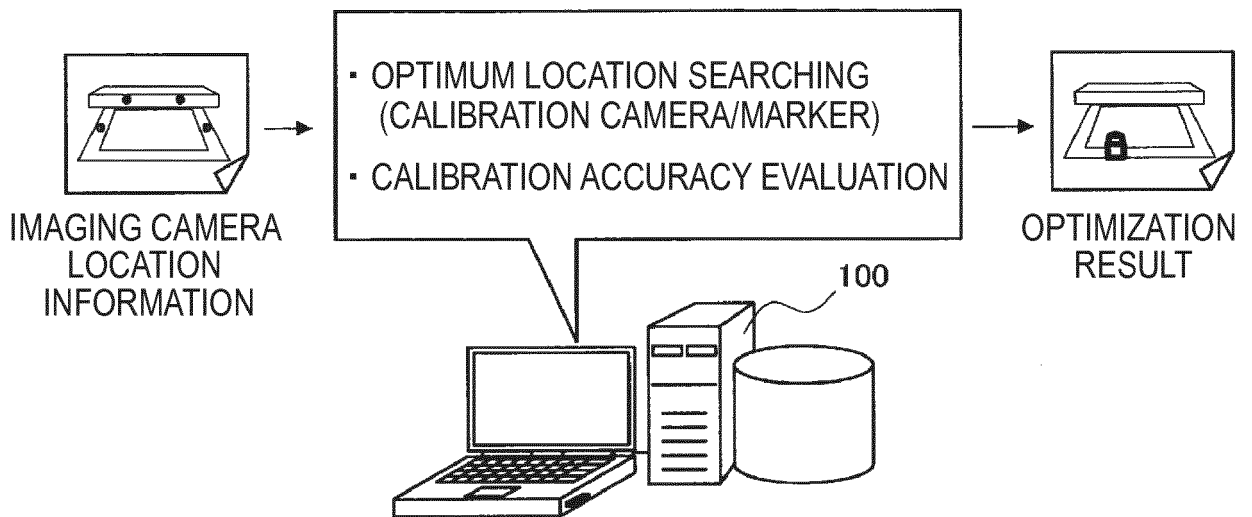 · OPTIMUM LOCATION SEARCHING
(CALIBRATION CAMERA/MARKER)
· CALIBRATION ACCURACY EVALUATION
IMAGING CAMERA
LOCATION
INFORMATION
OPTIMIZATION
RESULT
100